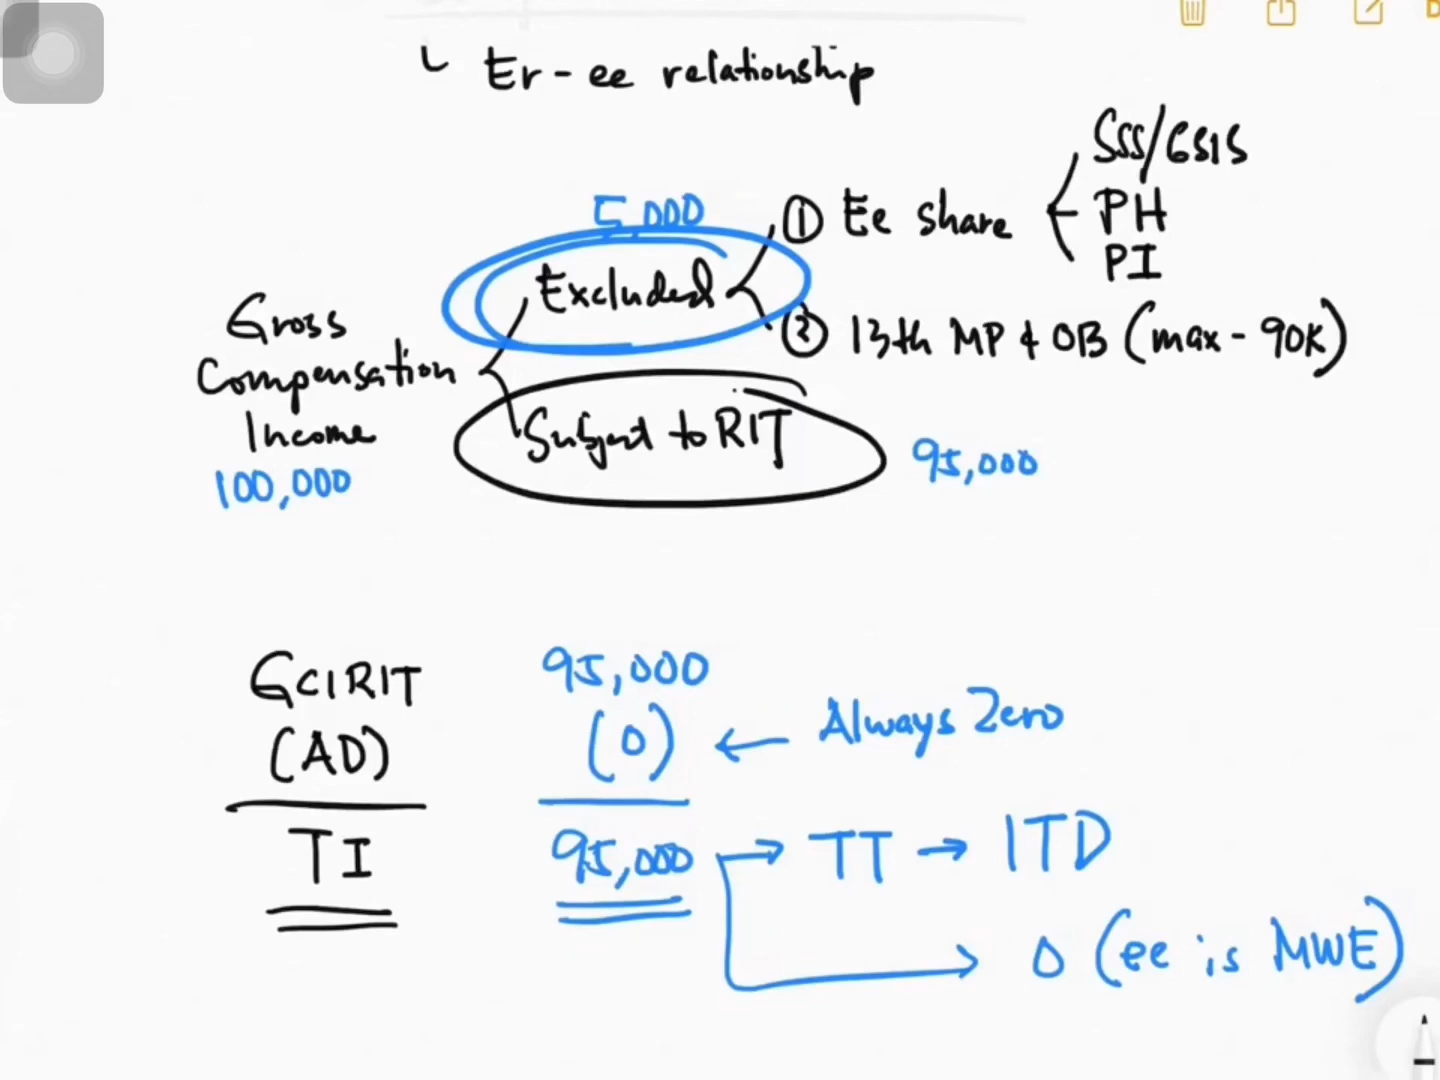 Er-ee relationship
5,000
Gross Compensation Income
100,000
Excluded
① Ee share
SSS/GSIS
PH
PI
② 13th MP & OB (max - 90K)
Subject to RIT
95,000
GCIRIT 95,000
(AD) (0) ← Always Zero
TI 95,000 → TT → ITD
0 (ee is MWE)